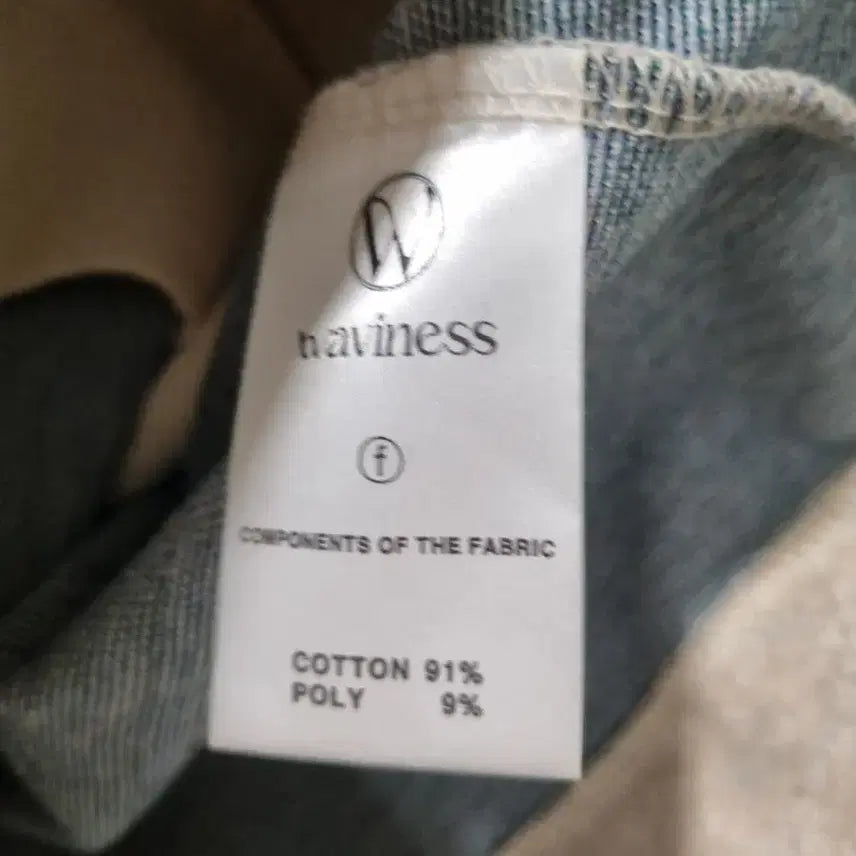 W
waviness
f
COMPONENTS OF THE FABRIC
COTTON 91%
POLY 9%